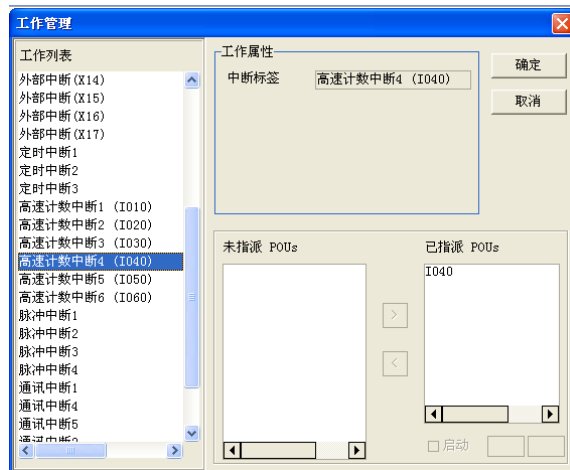 工作管理
工作列表
外部中断(X14)
外部中断(X15)
外部中断(X16)
外部中断(X17)
定时中断1
定时中断2
定时中断3
高速计数中断1 (I010)
高速计数中断2 (I020)
高速计数中断3 (I030)
高速计数中断4 (I040)
高速计数中断5 (I050)
高速计数中断6 (I060)
脉冲中断1
脉冲中断2
脉冲中断3
脉冲中断4
通讯中断1
通讯中断4
通讯中断5
工作属性
中断标签 高速计数中断4 (I040)
确定
取消
未指派 POUs
已指派 POUs
I040
>
<
启动